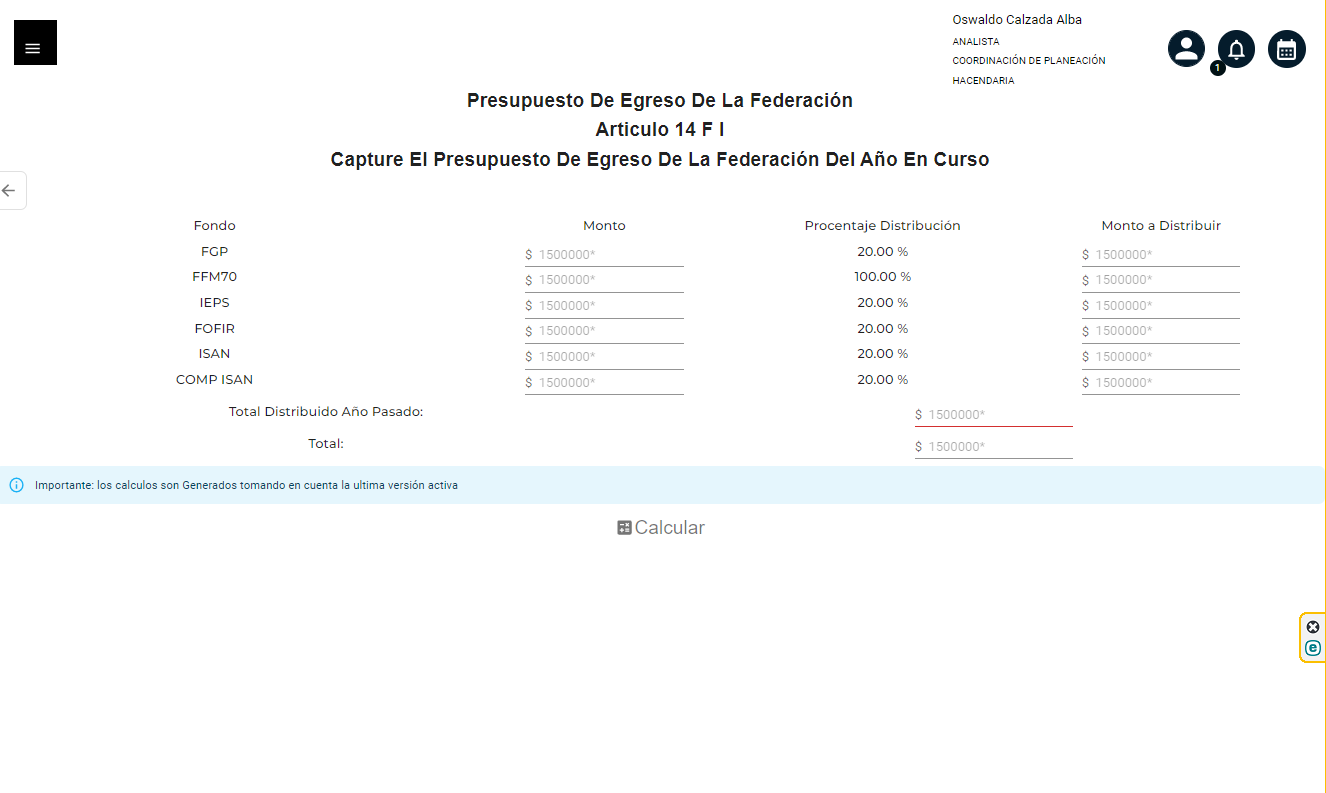 Oswaldo Calzada Alba
ANALISTA
COORDINACIÓN DE PLANEACIÓN
HACENDARIA
1
Presupuesto De Egreso De La Federación
Articulo 14 F I
Capture El Presupuesto De Egreso De La Federación Del Año En Curso
Fondo Monto Procentaje Distribución Monto a Distribuir
FGP $ 1500000* 20.00 % $ 1500000*
FFM70 $ 1500000* 100.00 % $ 1500000*
IEPS $ 1500000* 20.00 % $ 1500000*
FOFIR $ 1500000* 20.00 % $ 1500000*
ISAN $ 1500000* 20.00 % $ 1500000*
COMP ISAN $ 1500000* 20.00 % $ 1500000*
Total Distribuido Año Pasado: $ 1500000*
Total: $ 1500000*
Importante: los calculos son Generados tomando en cuenta la ultima versión activa
Calcular
e